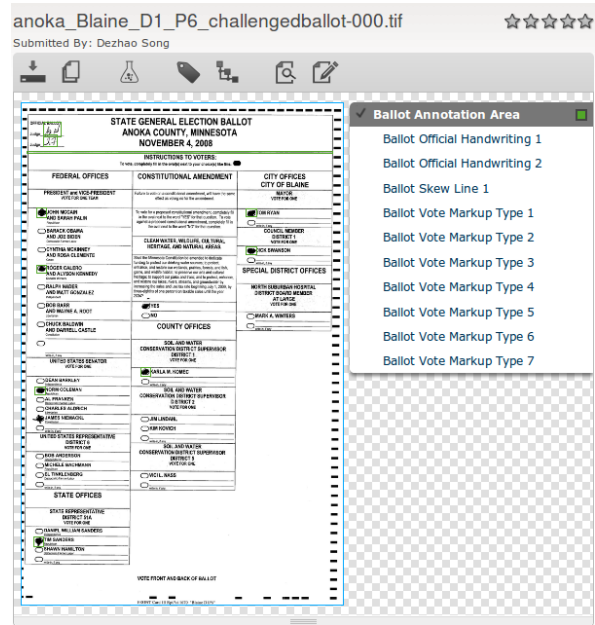 anoka_Blaine_D1_P6_challengedballot-000.tif
Submitted By: Dezhao Song
STATE GENERAL ELECTION BALLOT
ANOKA COUNTY, MINNESOTA
NOVEMBER 4, 2008
INSTRUCTIONS TO VOTERS:
FEDERAL OFFICES
PRESIDENT and VICE-PRESIDENT
VOTE FOR ONE TEAM
JOHN MCCAIN
AND SARAH PALIN
BARACK OBAMA
AND JOE BIDEN
CYNTHIA MCKINNEY
AND ROSA CLEMENTE
RÓGER CALERO
AND ALYSON KENNEDY
RALPH NADER
AND MATT GONZALEZ
BOB BARR
AND WAYNE A. ROOT
CHUCK BALDWIN
AND DARRELL CASTLE
UNITED STATES SENATOR
VOTE FOR ONE
DEAN BARKLEY
NORM COLEMAN
AL FRANKEN
CHARLES ALDRICH
JAMES NIEMACKL
UNITED STATES REPRESENTATIVE
DISTRICT 6
VOTE FOR ONE
BOB ANDERSON
MICHELE BACHMANN
EL TINKLENBERG
STATE OFFICES
STATE REPRESENTATIVE
DISTRICT 51A
VOTE FOR ONE
TIM SANDERS
SHAWN HAMILTON
CONSTITUTIONAL AMENDMENT
CLEAN WATER, WILDLIFE, CULTURAL
HERITAGE, AND NATURAL AREAS
YES
NO
COUNTY OFFICES
SOIL AND WATER
CONSERVATION DISTRICT SUPERVISOR
DISTRICT 1
VOTE FOR ONE
KARLA M. KOMEC
SOIL AND WATER
CONSERVATION DISTRICT SUPERVISOR
DISTRICT 2
VOTE FOR ONE
JIM LINDAHL
KIM KOVICH
SOIL AND WATER
CONSERVATION DISTRICT SUPERVISOR
DISTRICT 5
VOTE FOR ONE
VICI L. NASS
CITY OFFICES
CITY OF BLAINE
MAYOR
VOTE FOR ONE
TOM RYAN
COUNCIL MEMBER
DISTRICT 1
VOTE FOR ONE
DICK SWANSON
SPECIAL DISTRICT OFFICES
NORTH SUBURBAN HOSPITAL
DISTRICT BOARD MEMBER
AT LARGE
VOTE FOR ONE
MARK A. WINTERS
VOTE FRONT AND BACK OF BALLOT
Ballot Annotation Area
Ballot Official Handwriting 1
Ballot Official Handwriting 2
Ballot Skew Line 1
Ballot Vote Markup Type 1
Ballot Vote Markup Type 2
Ballot Vote Markup Type 3
Ballot Vote Markup Type 4
Ballot Vote Markup Type 5
Ballot Vote Markup Type 6
Ballot Vote Markup Type 7